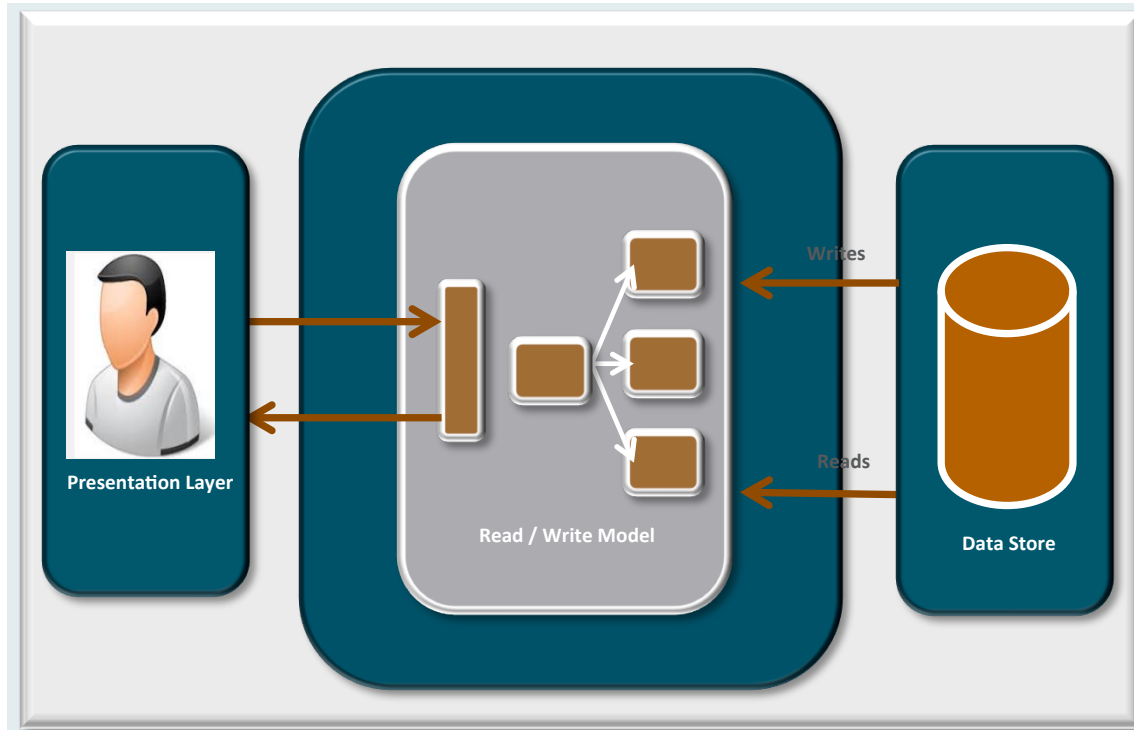 Writes
Reads
Presentation Layer
Read / Write Model
Data Store